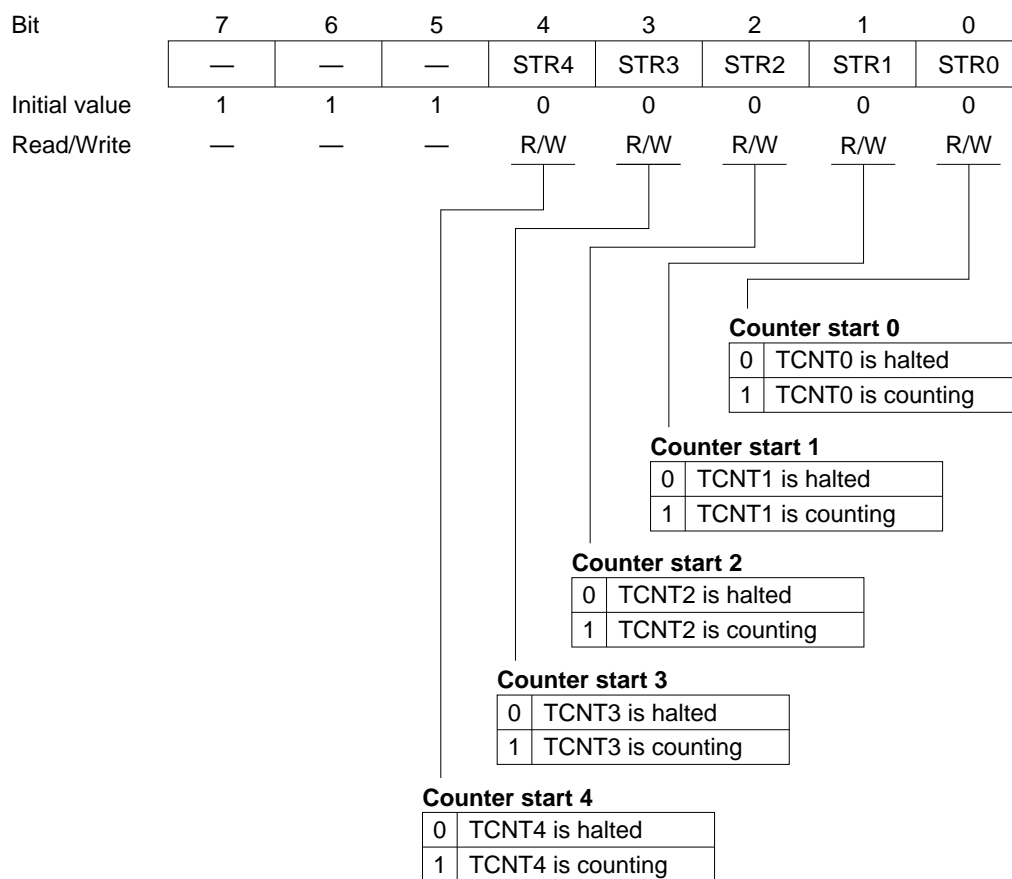 Bit 7 6 5 4 3 2 1 0
— — — STR4 STR3 STR2 STR1 STR0
Initial value 1 1 1 0 0 0 0 0
Read/Write — — — R/W R/W R/W R/W R/W
Counter start 0
0 TCNT0 is halted
1 TCNT0 is counting
Counter start 1
0 TCNT1 is halted
1 TCNT1 is counting
Counter start 2
0 TCNT2 is halted
1 TCNT2 is counting
Counter start 3
0 TCNT3 is halted
1 TCNT3 is counting
Counter start 4
0 TCNT4 is halted
1 TCNT4 is counting